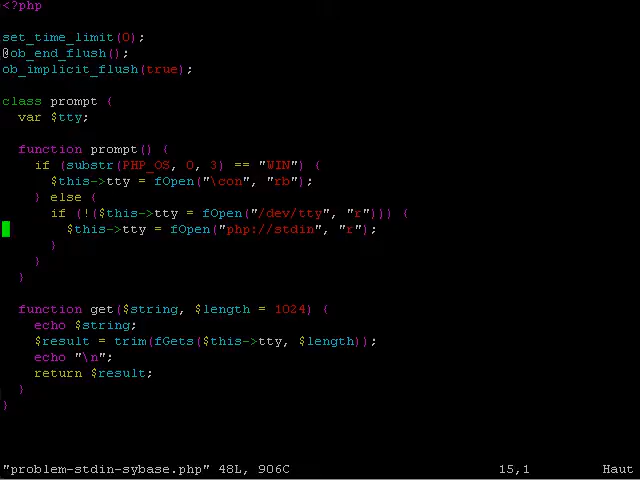 <?php
set_time_limit(0);
@ob_end_flush();
ob_implicit_flush(true);
class prompt {
var $tty;
function prompt() {
if (substr(PHP_OS, 0, 3) == "WIN") {
$this->tty = fOpen("\con", "rb");
} else {
if (!($this->tty = fOpen("/dev/tty", "r"))) {
$this->tty = fOpen("php://stdin", "r");
}
}
}
function get($string, $length = 1024) {
echo $string;
$result = trim(fGets($this->tty, $length));
echo "\n";
return $result;
}
}
"problem-stdin-sybase.php" 48L, 906C 15,1 Haut